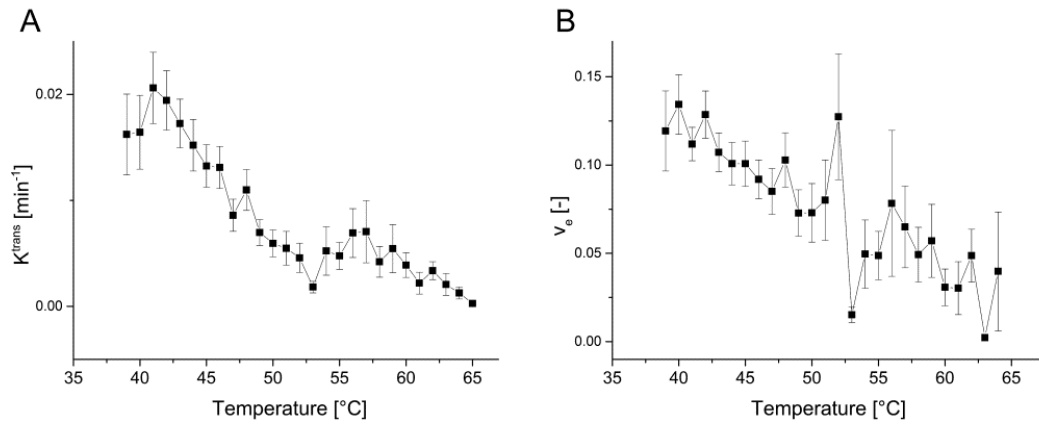 A
K^trans [min⁻¹]
0.02
0.00
35 40 45 50 55 60 65
Temperature [°C]
B
v_e [-]
0.15
0.10
0.05
0.00
35 40 45 50 55 60 65
Temperature [°C]